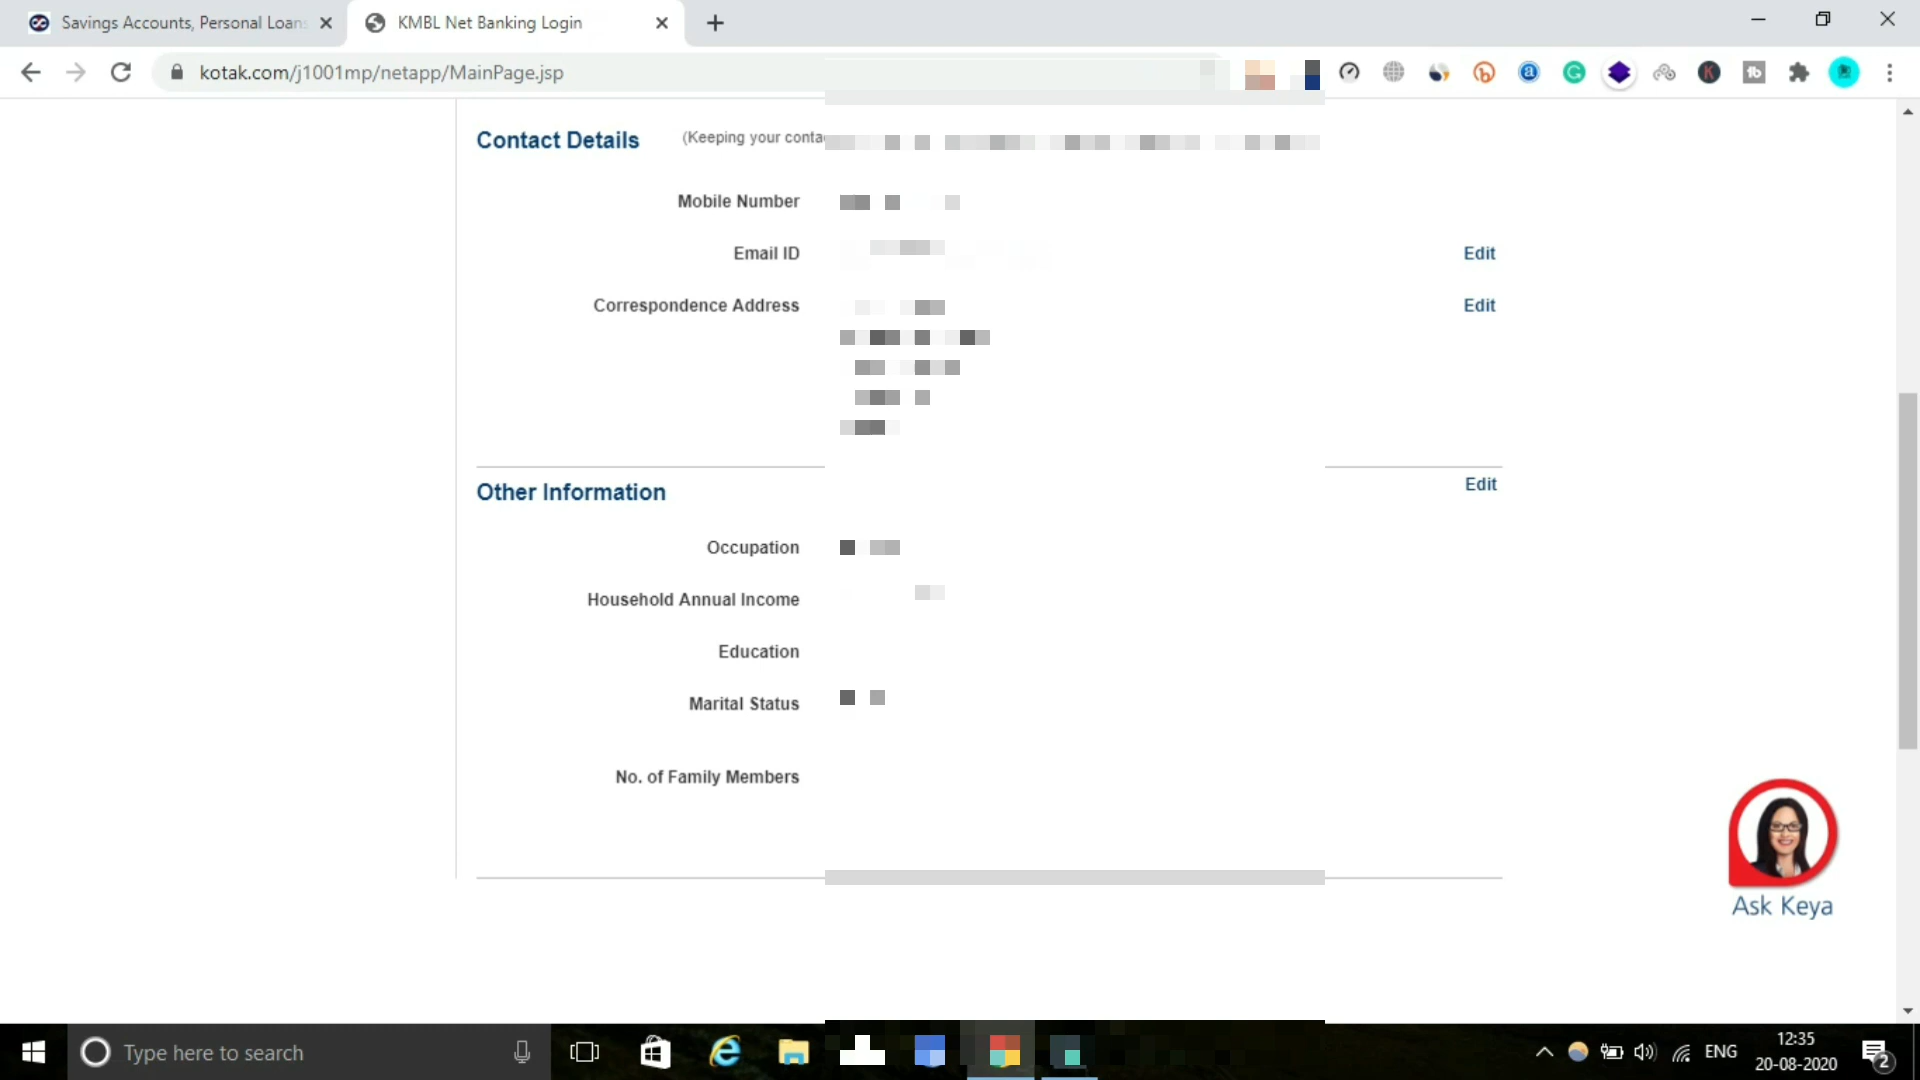 Savings Accounts, Personal Loan
KMBL Net Banking Login
kotak.com/j1001mp/netapp/MainPage.jsp
Contact Details
(Keeping your conta
Mobile Number
Email ID
Edit
Correspondence Address
Edit
Other Information
Edit
Occupation
Household Annual Income
Education
Marital Status
No. of Family Members
Ask Keya
Type here to search
ENG
12:35
20-08-2020
2